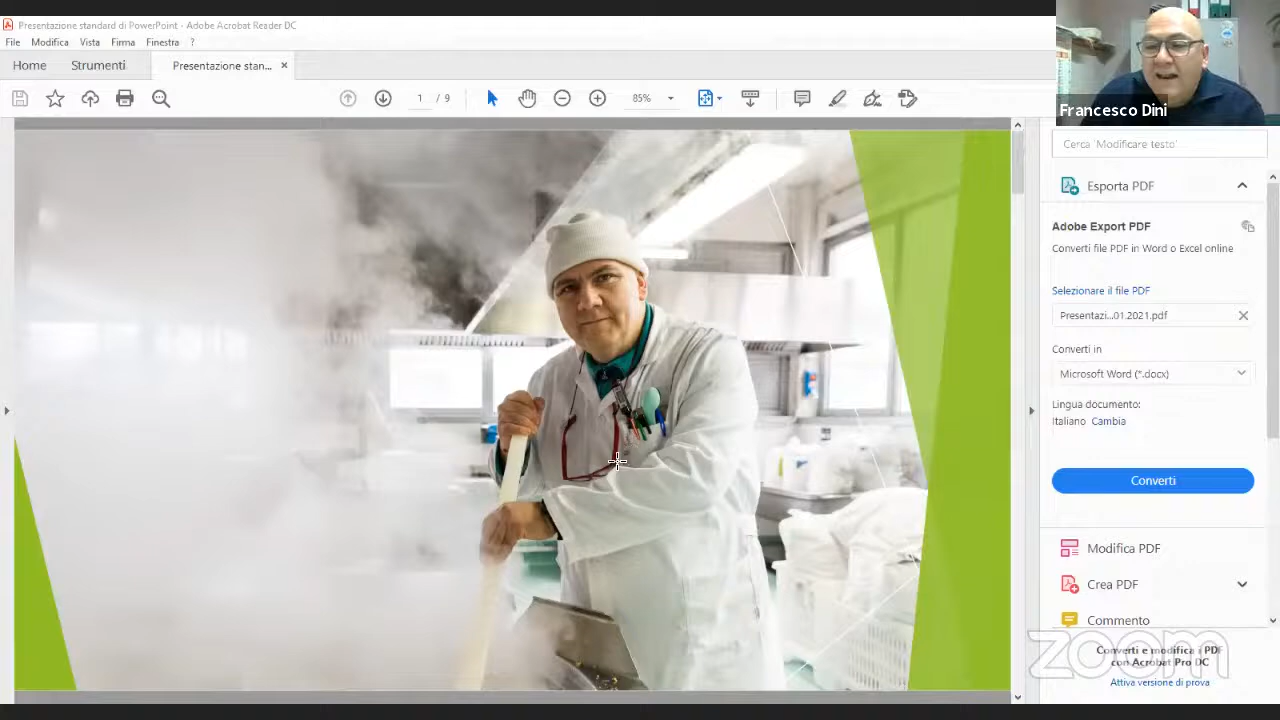 Presentazione standard di PowerPoint - Adobe Acrobat Reader DC
File Modifica Vista Firma Finestra ?
Home Strumenti Presentazione stan... ×
1 / 9 85%
Francesco Dini
Cerca 'Modificare testo'
Esporta PDF
Adobe Export PDF
Converti file PDF in Word o Excel online
Selezionare il file PDF
Presentazi...01.2021.pdf
Converti in
Microsoft Word (*.docx)
Lingua documento:
Italiano Cambia
Converti
Modifica PDF
Crea PDF
Commento
zoom
Converti e modifica i PDF
con Acrobat Pro DC
Attiva versione di prova